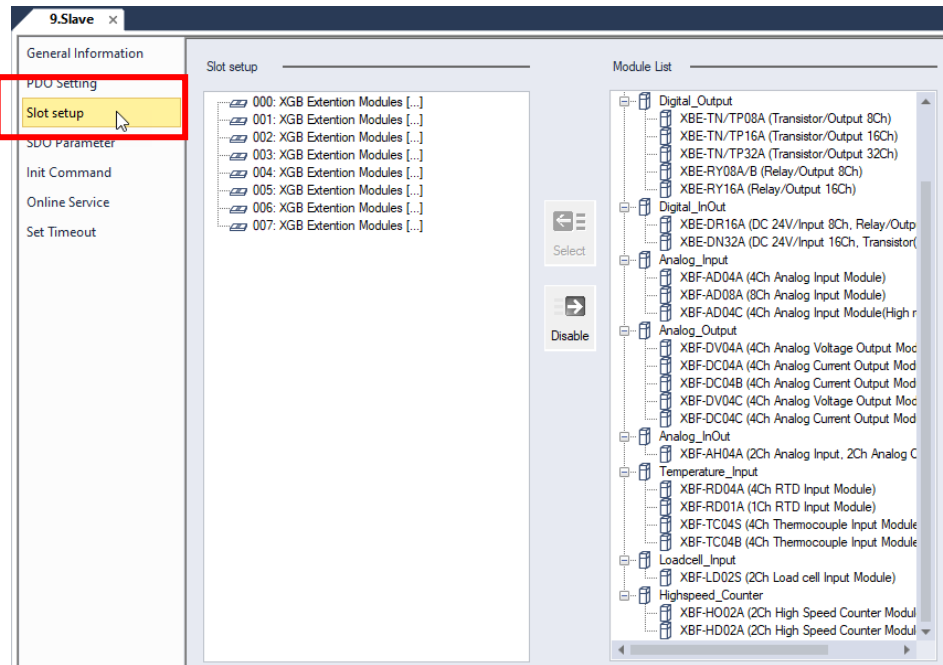 9.Slave ×
General Information
PDO Setting
Slot setup
SDO Parameter
Init Command
Online Service
Set Timeout
Slot setup
000: XGB Extention Modules [...]
001: XGB Extention Modules [...]
002: XGB Extention Modules [...]
003: XGB Extention Modules [...]
004: XGB Extention Modules [...]
005: XGB Extention Modules [...]
006: XGB Extention Modules [...]
007: XGB Extention Modules [...]
Select
Disable
Module List
Digital_Output
XBE-TN/TP08A (Transistor/Output 8Ch)
XBE-TN/TP16A (Transistor/Output 16Ch)
XBE-TN/TP32A (Transistor/Output 32Ch)
XBE-RY08A/B (Relay/Output 8Ch)
XBE-RY16A (Relay/Output 16Ch)
Digital_InOut
XBE-DR16A (DC 24V/Input 8Ch, Relay/Outp
XBE-DN32A (DC 24V/Input 16Ch, Transistor(
Analog_Input
XBF-AD04A (4Ch Analog Input Module)
XBF-AD08A (8Ch Analog Input Module)
XBF-AD04C (4Ch Analog Input Module(High r
Analog_Output
XBF-DV04A (4Ch Analog Voltage Output Mod
XBF-DC04A (4Ch Analog Current Output Mod
XBF-DC04B (4Ch Analog Current Output Mod
XBF-DV04C (4Ch Analog Voltage Output Mod
XBF-DC04C (4Ch Analog Current Output Mod
Analog_InOut
XBF-AH04A (2Ch Analog Input, 2Ch Analog C
Temperature_Input
XBF-RD04A (4Ch RTD Input Module)
XBF-RD01A (1Ch RTD Input Module)
XBF-TC04S (4Ch Thermocouple Input Module
XBF-TC04B (4Ch Thermocouple Input Module
Loadcell_Input
XBF-LD02S (2Ch Load cell Input Module)
Highspeed_Counter
XBF-HO02A (2Ch High Speed Counter Modul
XBF-HD02A (2Ch High Speed Counter Modul